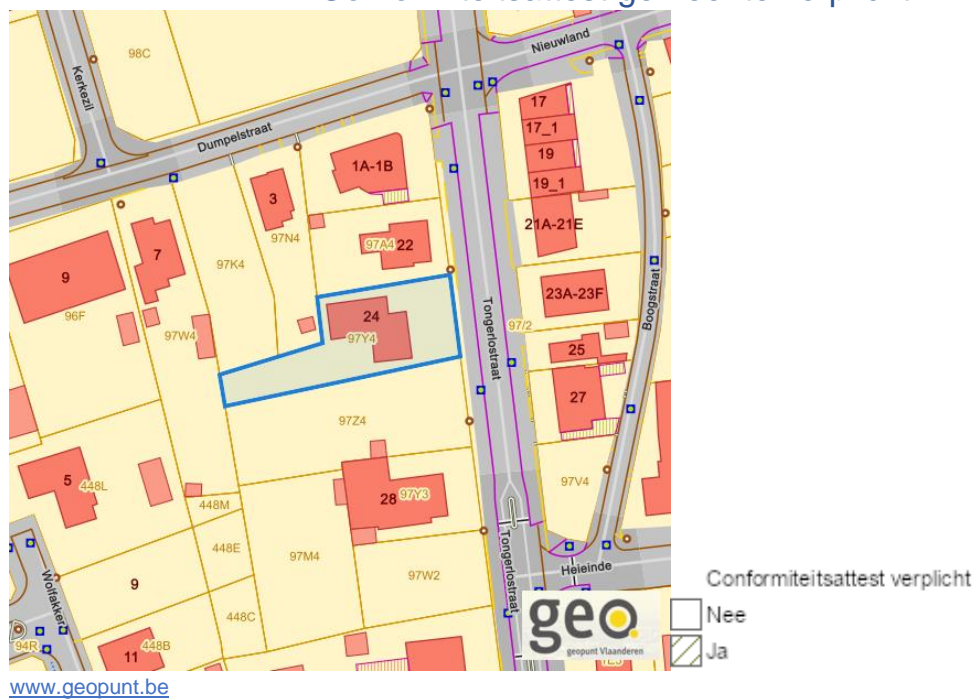 98C
Nieuwland
Kerkezil
Dumpelstraat
17
17_1
1A-1B
19
19_1
3
21A-21E
97N4
97A4 22
7
97K4
9
96F
23A-23F
Boogstraat
24
97Y4
Tongerlostraat
97/2
97W4
25
27
97Z4
5
448L
28 97Y3
97V4
448M
448E
97M4
Tongerlostraat
Heieinde
97W2
Wolfakker
9
448C
94R
448B
11
geo
geopunt Vlaanderen
Conformiteitsattest verplicht
Nee
Ja
www.geopunt.be